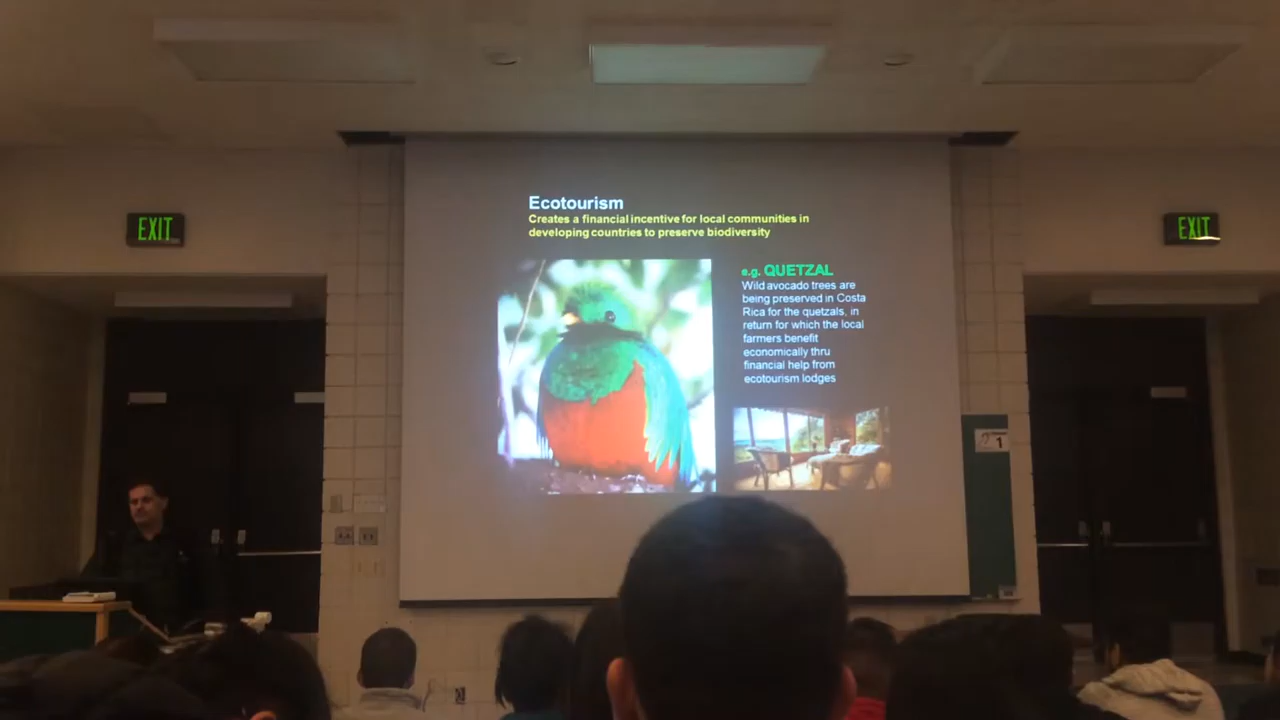 Ecotourism
Creates a financial incentive for local communities in
developing countries to preserve biodiversity
EXIT
EXIT
e.g. QUETZAL
Wild avocado trees are
being preserved in Costa
Rica for the quetzals, in
return for which the local
farmers benefit
economically thru
financial help from
ecotourism lodges
1